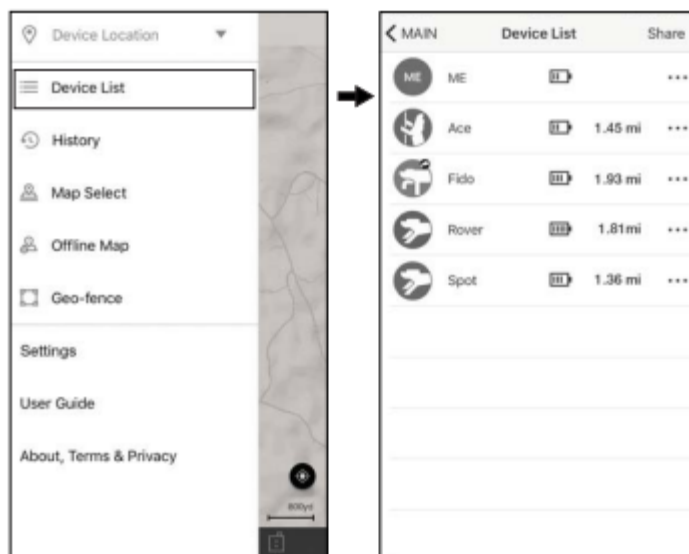 Device Location
Device List
History
Map Select
Offline Map
Geo-fence
Settings
User Guide
About, Terms & Privacy
800yd
MAIN Device List Share
ME ME
Ace 1.45 mi
Fido 1.93 mi
Rover 1.81mi
Spot 1.36 mi